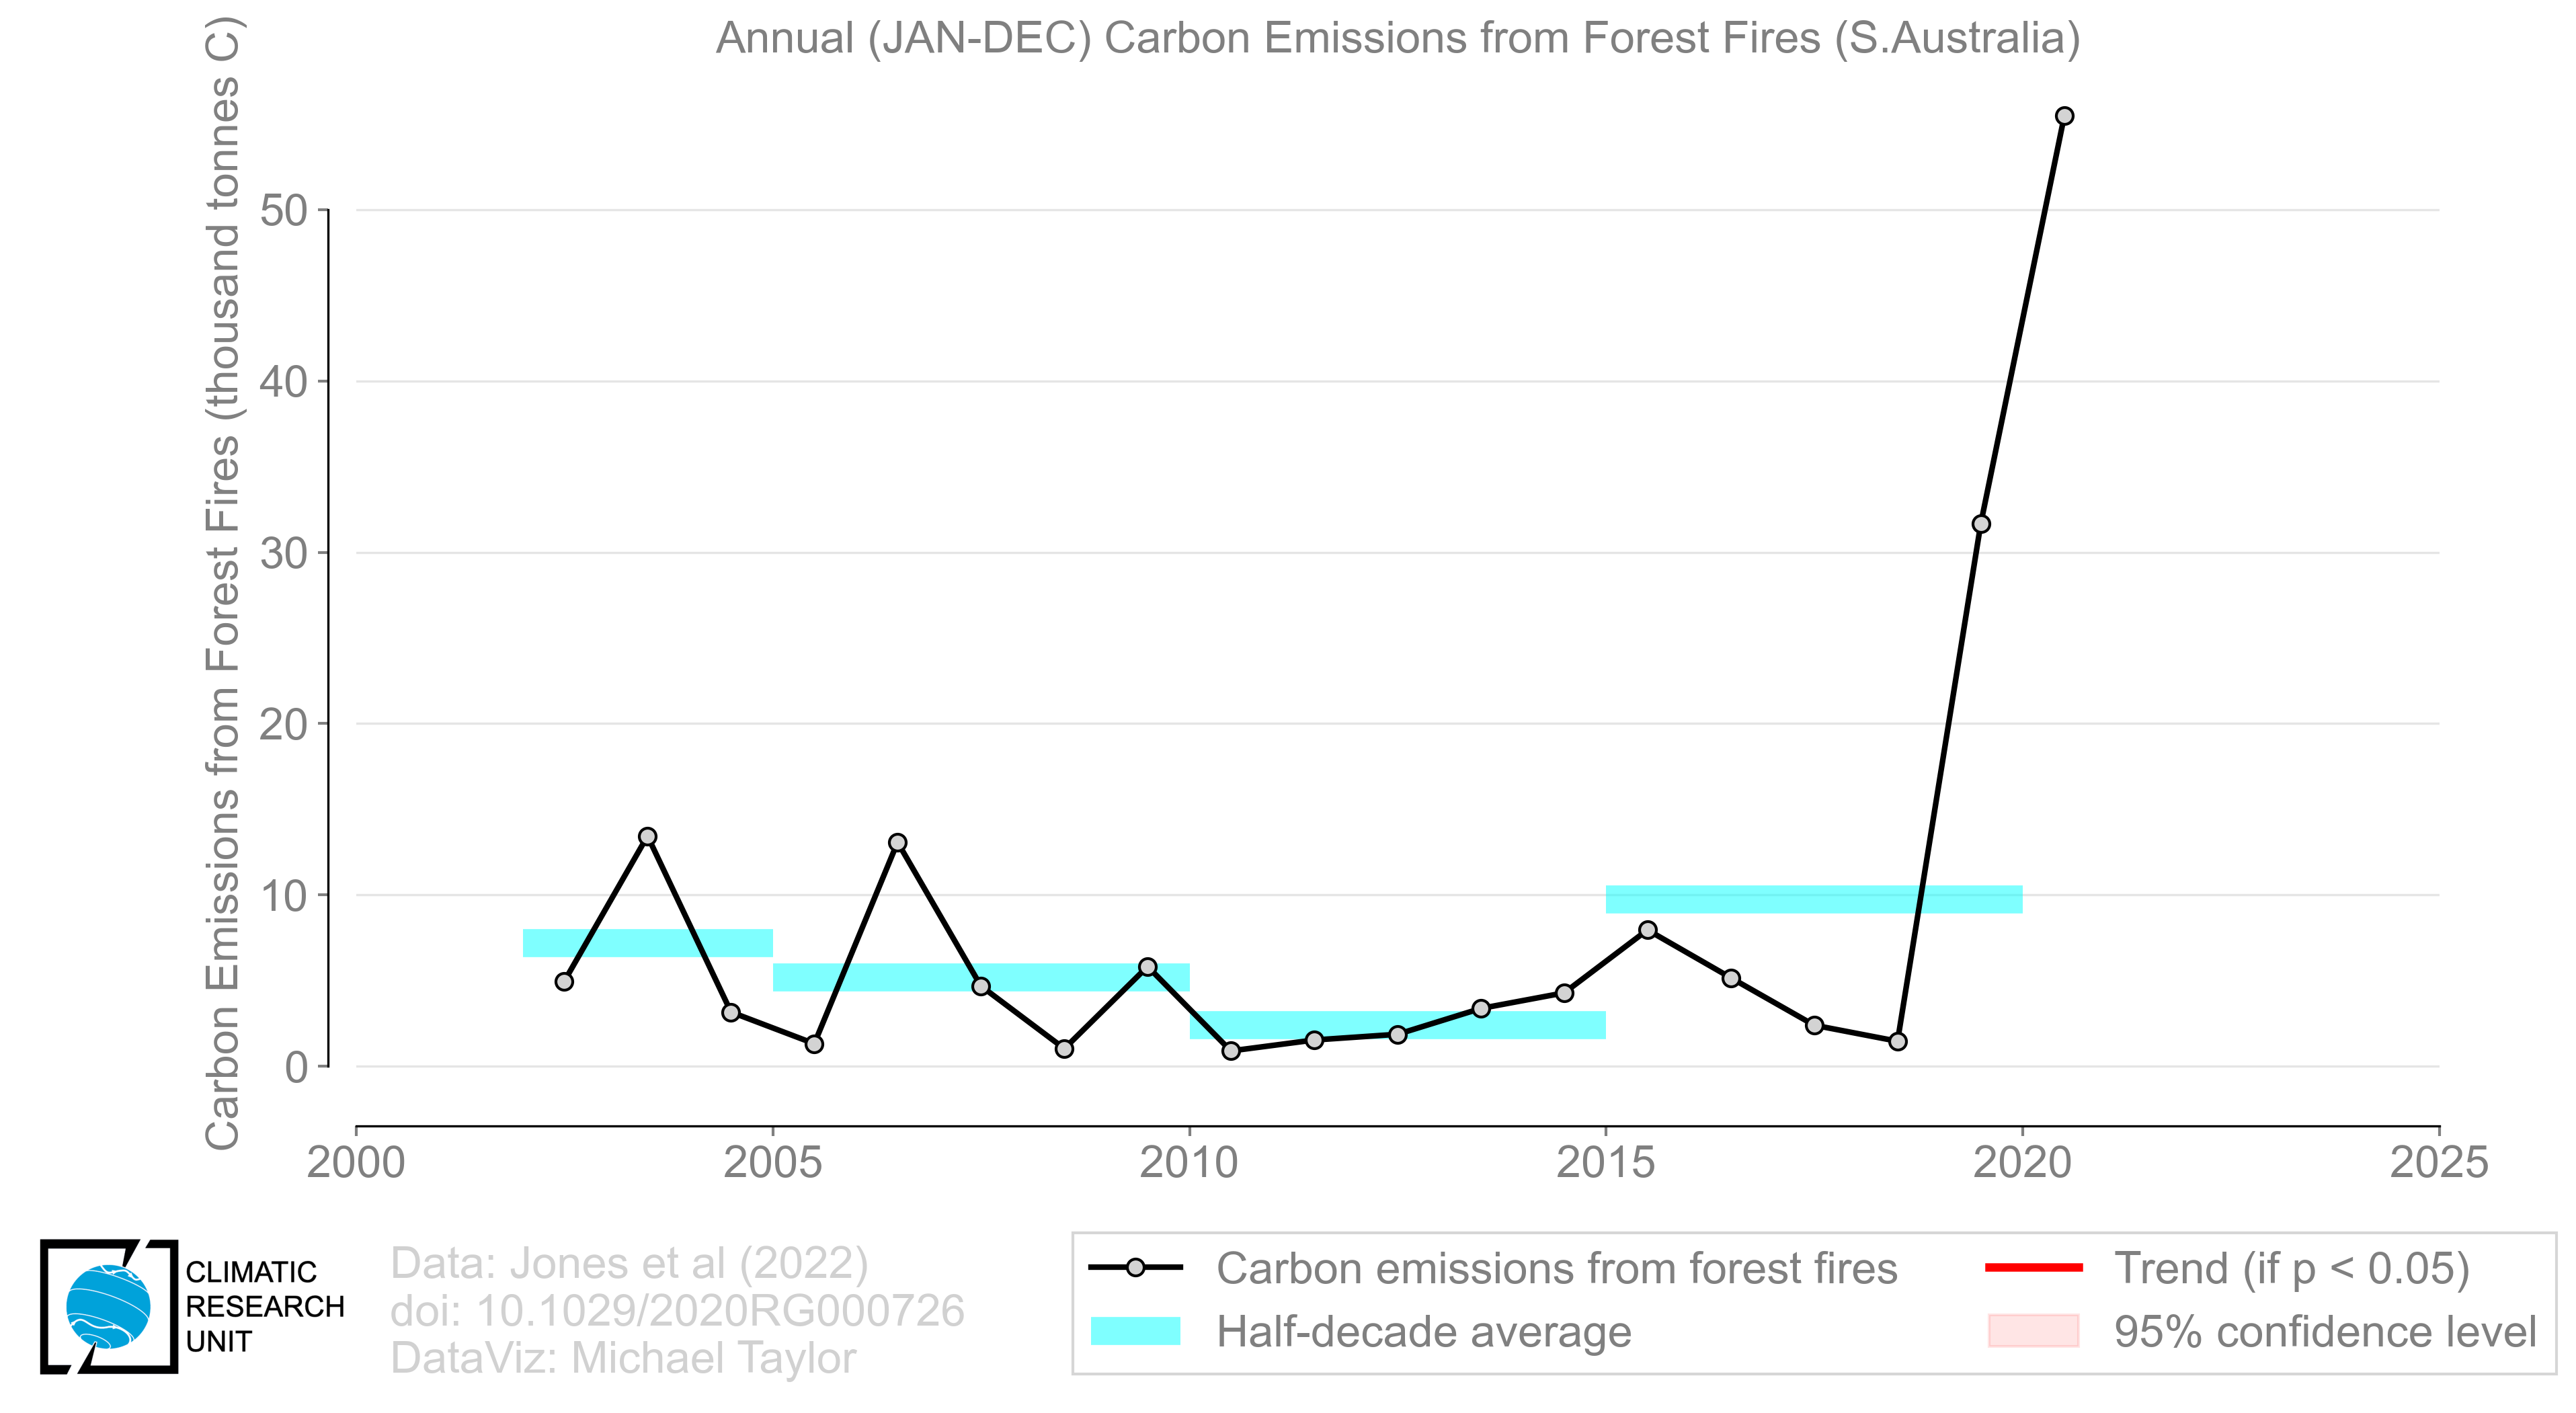 Annual (JAN-DEC) Carbon Emissions from Forest Fires (S.Australia)
Carbon Emissions from Forest Fires (thousand tonnes C)
50
40
30
20
10
0
2000
2005
2010
2015
2020
2025
CLIMATIC
RESEARCH
UNIT
Data: Jones et al (2022)
doi: 10.1029/2020RG000726
DataViz: Michael Taylor
Carbon emissions from forest fires
Half-decade average
Trend (if p < 0.05)
95% confidence level